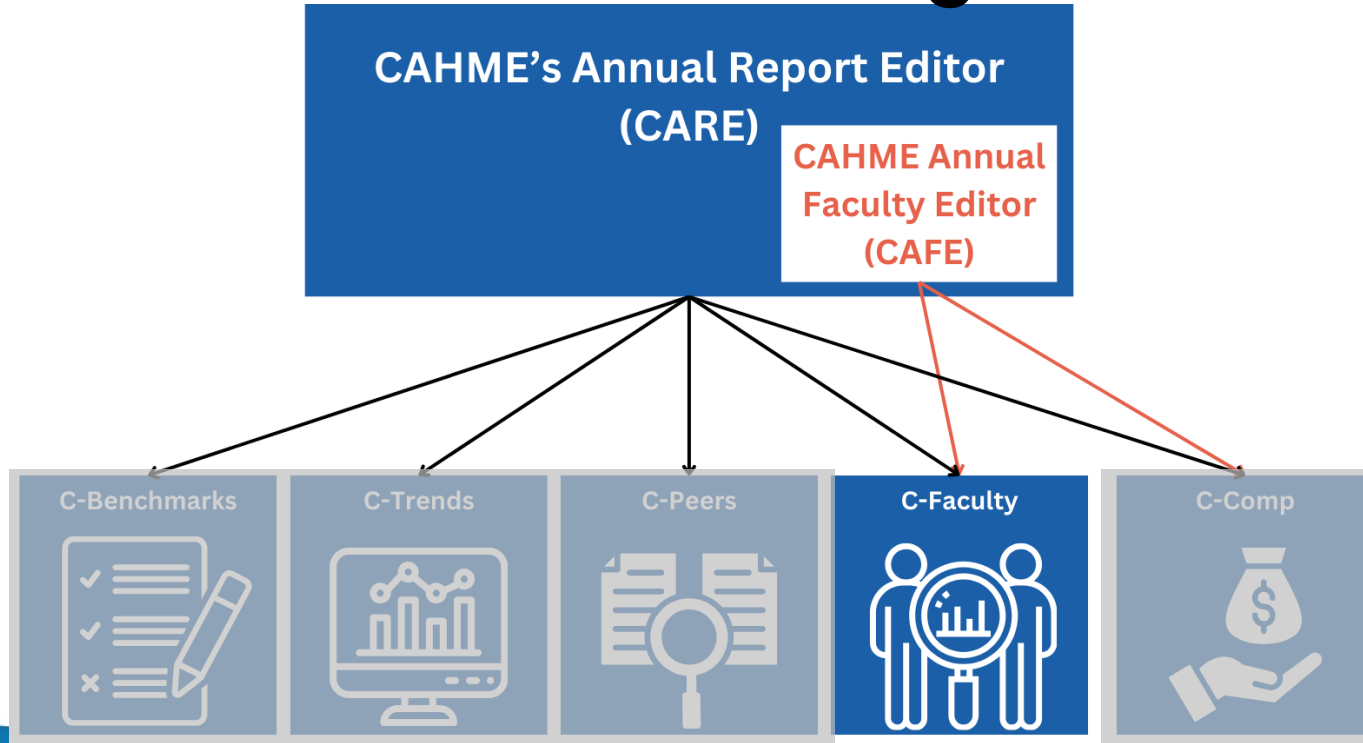 CAHME’s Annual Report Editor
(CARE)
CAHME Annual
Faculty Editor
(CAFE)
C-Benchmarks
C-Trends
C-Peers
C-Faculty
C-Comp
$